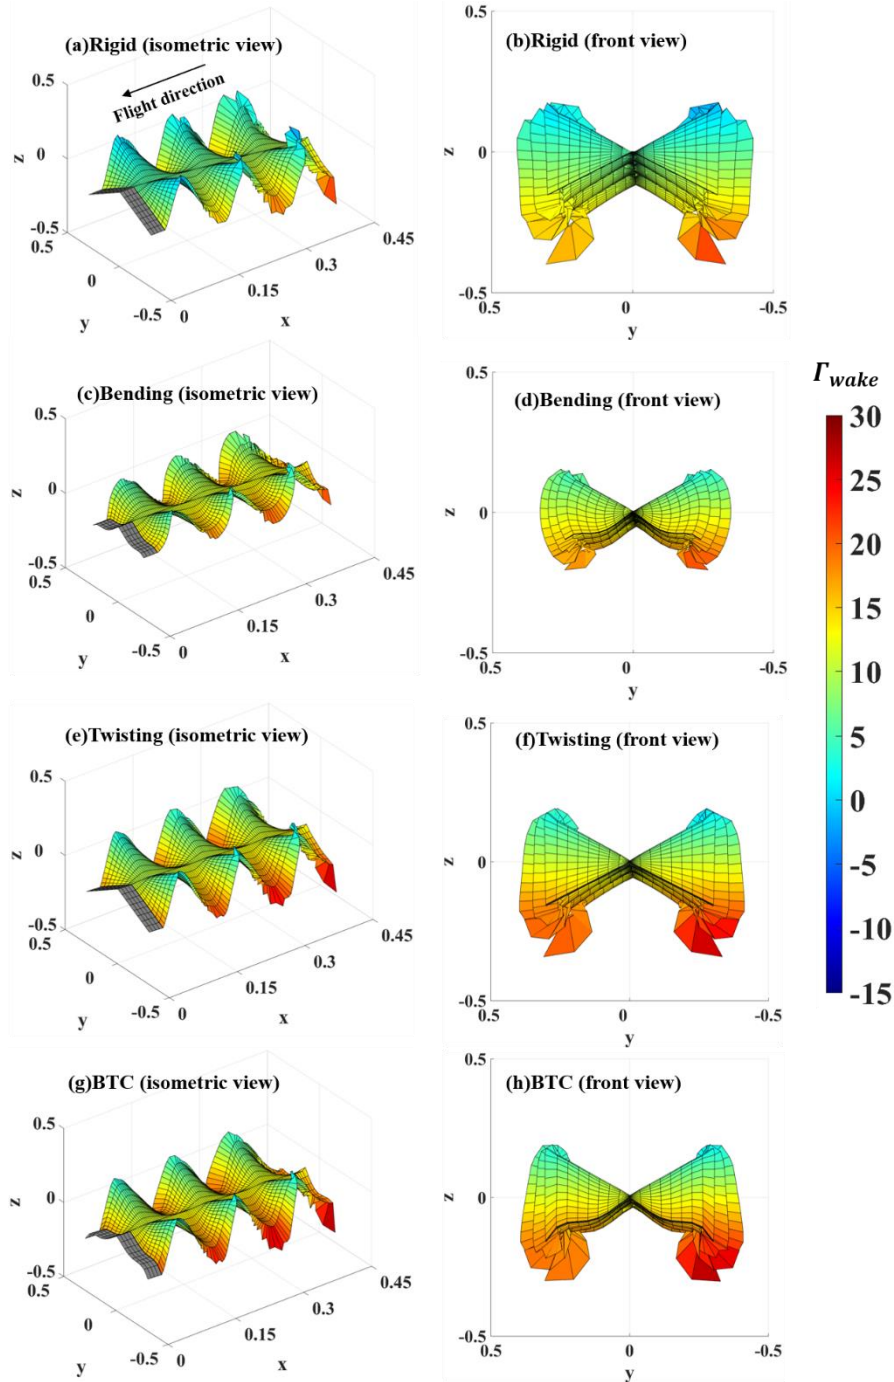 (a)Rigid (isometric view)
Flight direction
0.5
0
-0.5
z
0.5
0
-0.5
y
0
0.15
0.3
0.45
x
(b)Rigid (front view)
0.5
0
-0.5
z
0.5
0
-0.5
y
(c)Bending (isometric view)
0.5
0
-0.5
z
0.5
0
-0.5
y
0
0.15
0.3
0.45
x
(d)Bending (front view)
0.5
0
-0.5
z
0.5
0
-0.5
y
(e)Twisting (isometric view)
0.5
0
-0.5
z
0.5
0
-0.5
y
0
0.15
0.3
0.45
x
(f)Twisting (front view)
0.5
0
-0.5
z
0.5
0
-0.5
y
(g)BTC (isometric view)
0.5
0
-0.5
z
0.5
0
-0.5
y
0
0.15
0.3
0.45
x
(h)BTC (front view)
0.5
0
-0.5
z
0.5
0
-0.5
y
Γwake
30
25
20
15
10
5
0
-5
-10
-15